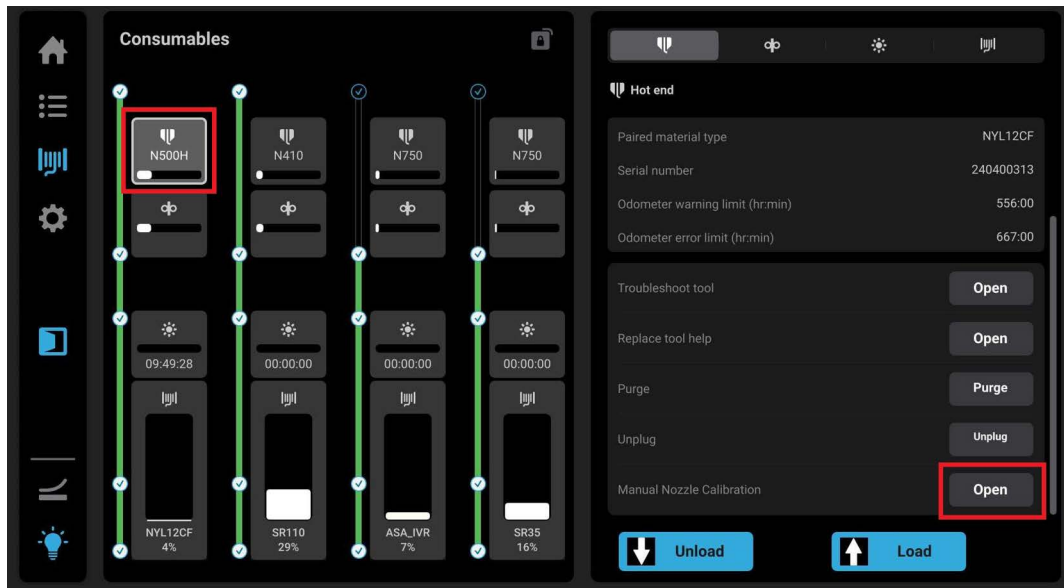 Consumables
N500H
N410
N750
N750
09:49:28
00:00:00
00:00:00
00:00:00
NYL12CF
4%
SR110
29%
ASA_IVR
7%
SR35
16%
Hot end
Paired material type NYL12CF
Serial number 240400313
Odometer warning limit (hr:min) 556:00
Odometer error limit (hr:min) 667:00
Troubleshoot tool Open
Replace tool help Open
Purge Purge
Unplug Unplug
Manual Nozzle Calibration Open
Unload Load